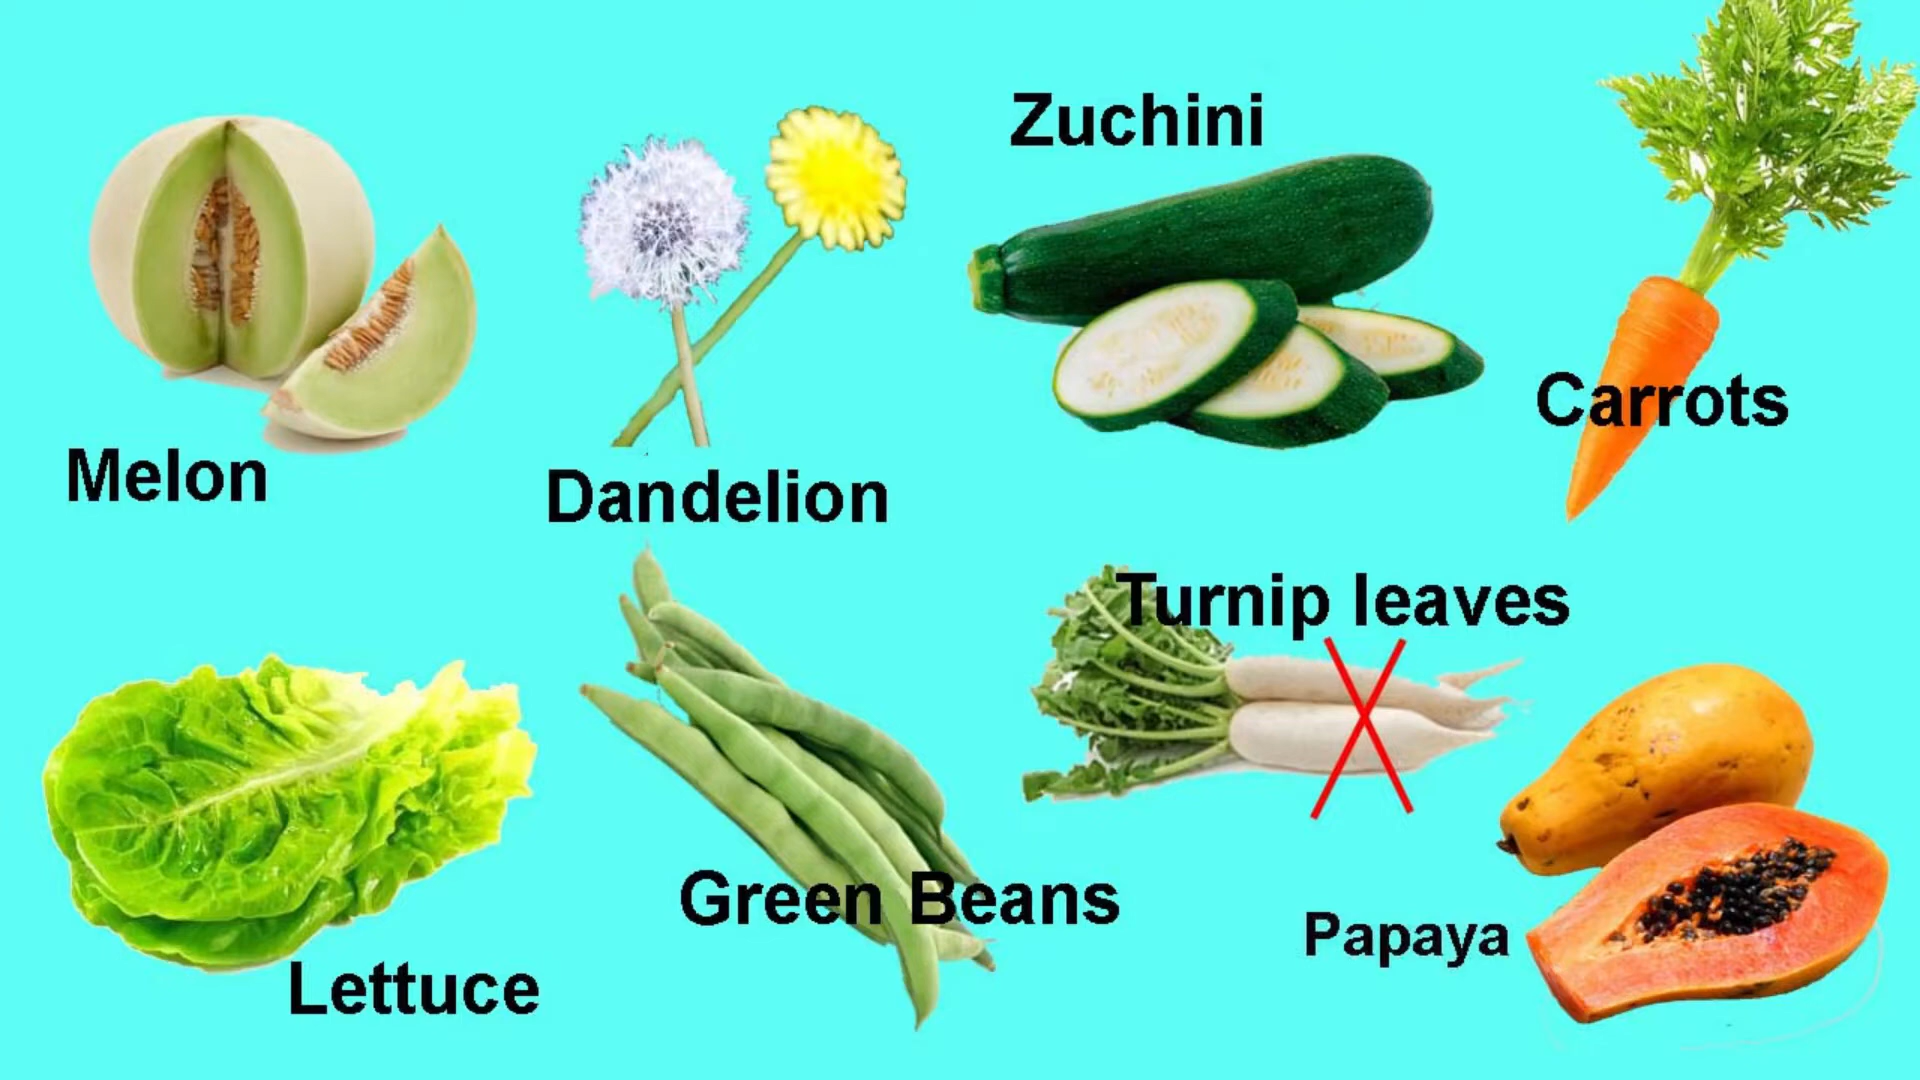 Zuchini
Carrots
Melon
Dandelion
Turnip leaves
Green Beans
Papaya
Lettuce